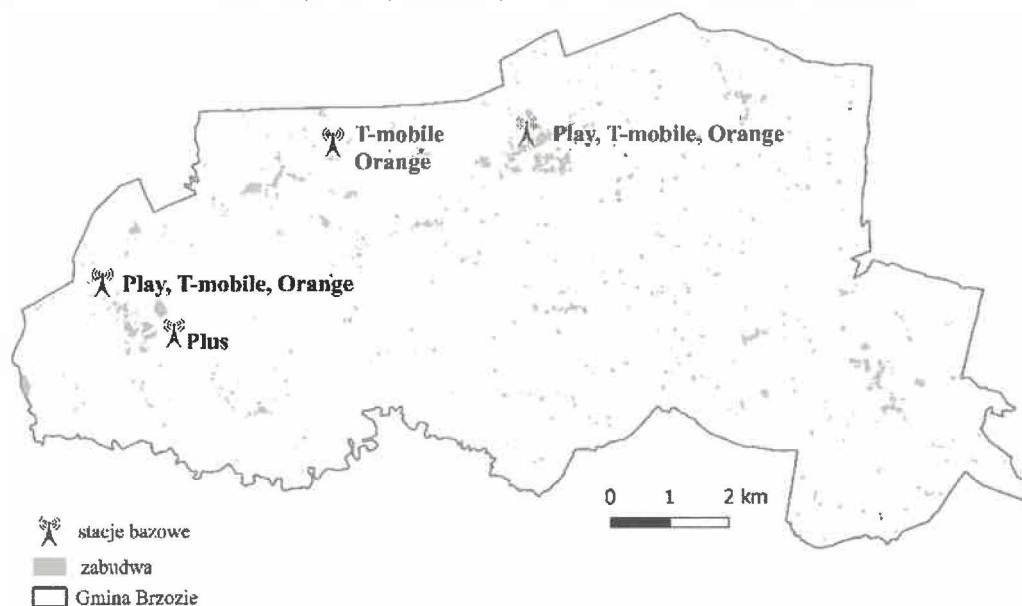 T-mobile
Orange
Play, T-mobile, Orange
Play, T-mobile, Orange
Plus
0 1 2 km
stacje bazowe
zabudwa
Gmina Brzozie